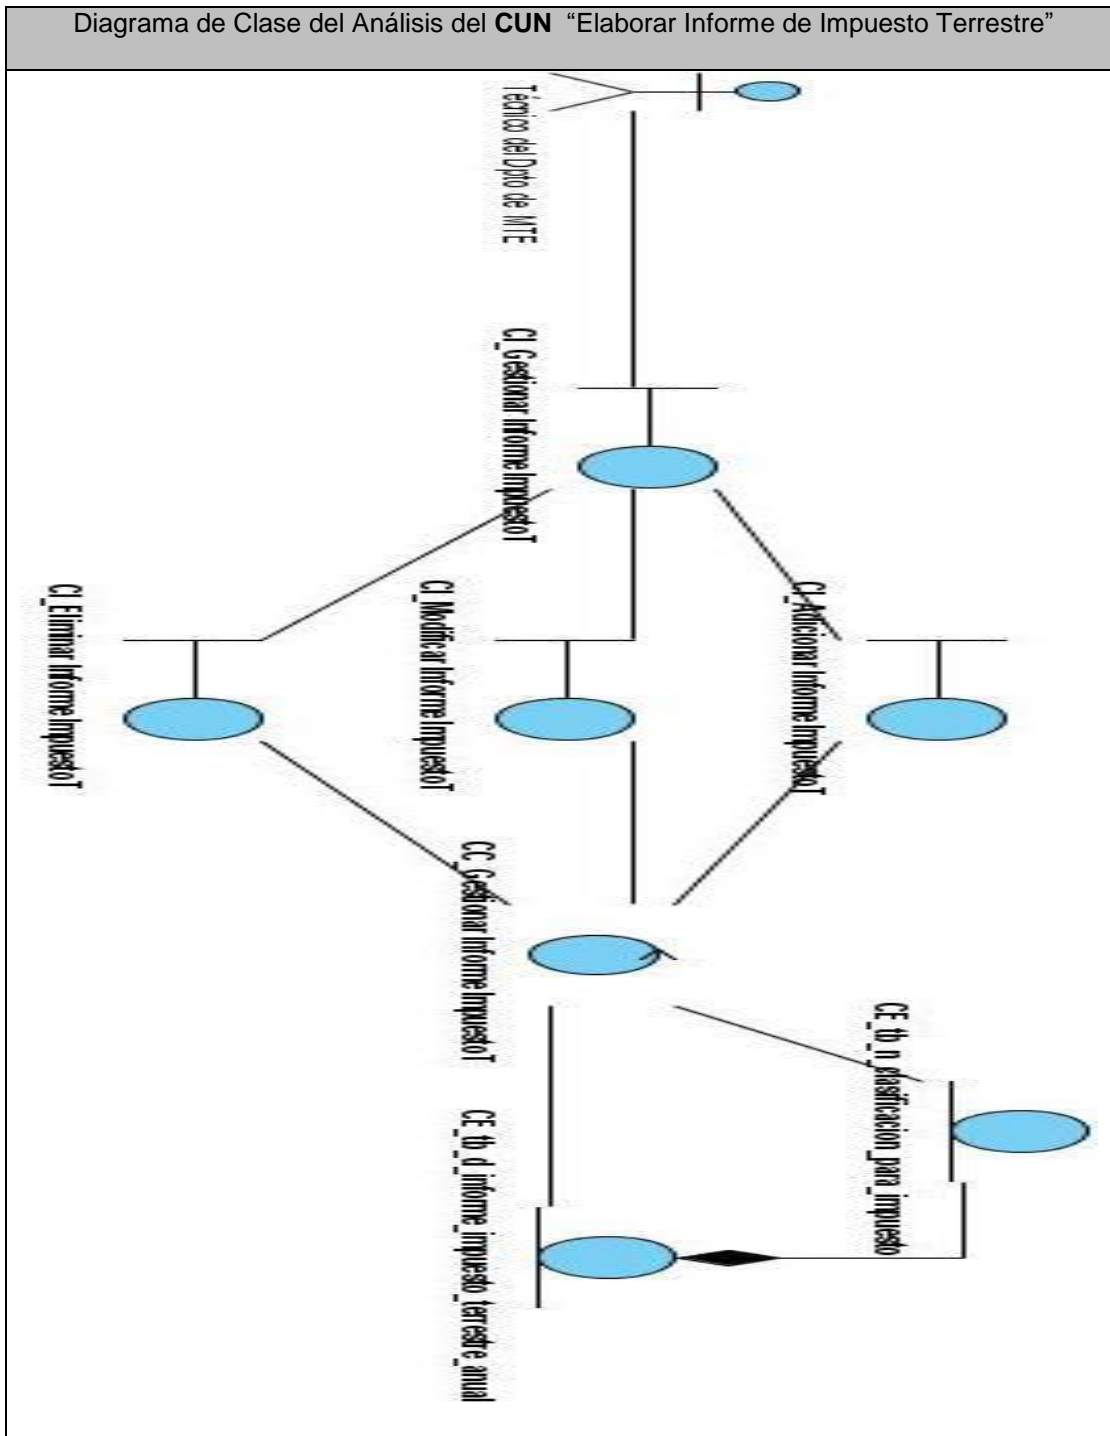 Diagrama de Clase del Análisis del CUN “Elaborar Informe de Impuesto Terrestre”
Técnico del Dpto de MTE
CI_Gestionar Informe ImpuestoT
CI_Adicionar Informe ImpuestoT
CI_Modificar Informe ImpuestoT
CI_Eliminar Informe ImpuestoT
CC_Gestionar Informe ImpuestoT
CE_tb_n_clasificacion_para_impuesto
CE_tb_d_informe_impuesto_terrestre_anual